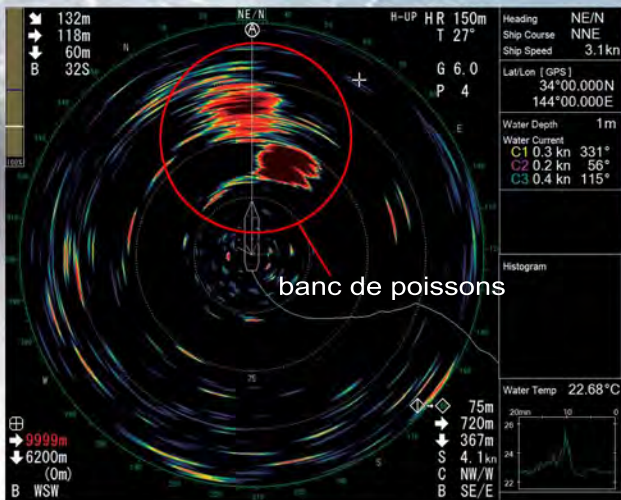 132m
118m
60m
B 32S
NE/N
A
H-UP HR 150m
T 27°
G 6.0
P 4
N
E
W
S
100%
banc de poissons
75
9999m
6200m
(0m)
B WSW
75m
720m
367m
S 4.1kn
C NW/W
B SE/E
Heading NE/N
Ship Course NNE
Ship Speed 3.1kn
Lat/Lon [GPS]
34°00.000N
144°00.000E
Water Depth 1m
Water Current
C1 0.3 kn 331°
C2 0.2 kn 56°
C3 0.4 kn 115°
Histogram
Water Temp 22.68°C
20min 10 0
26
24
22